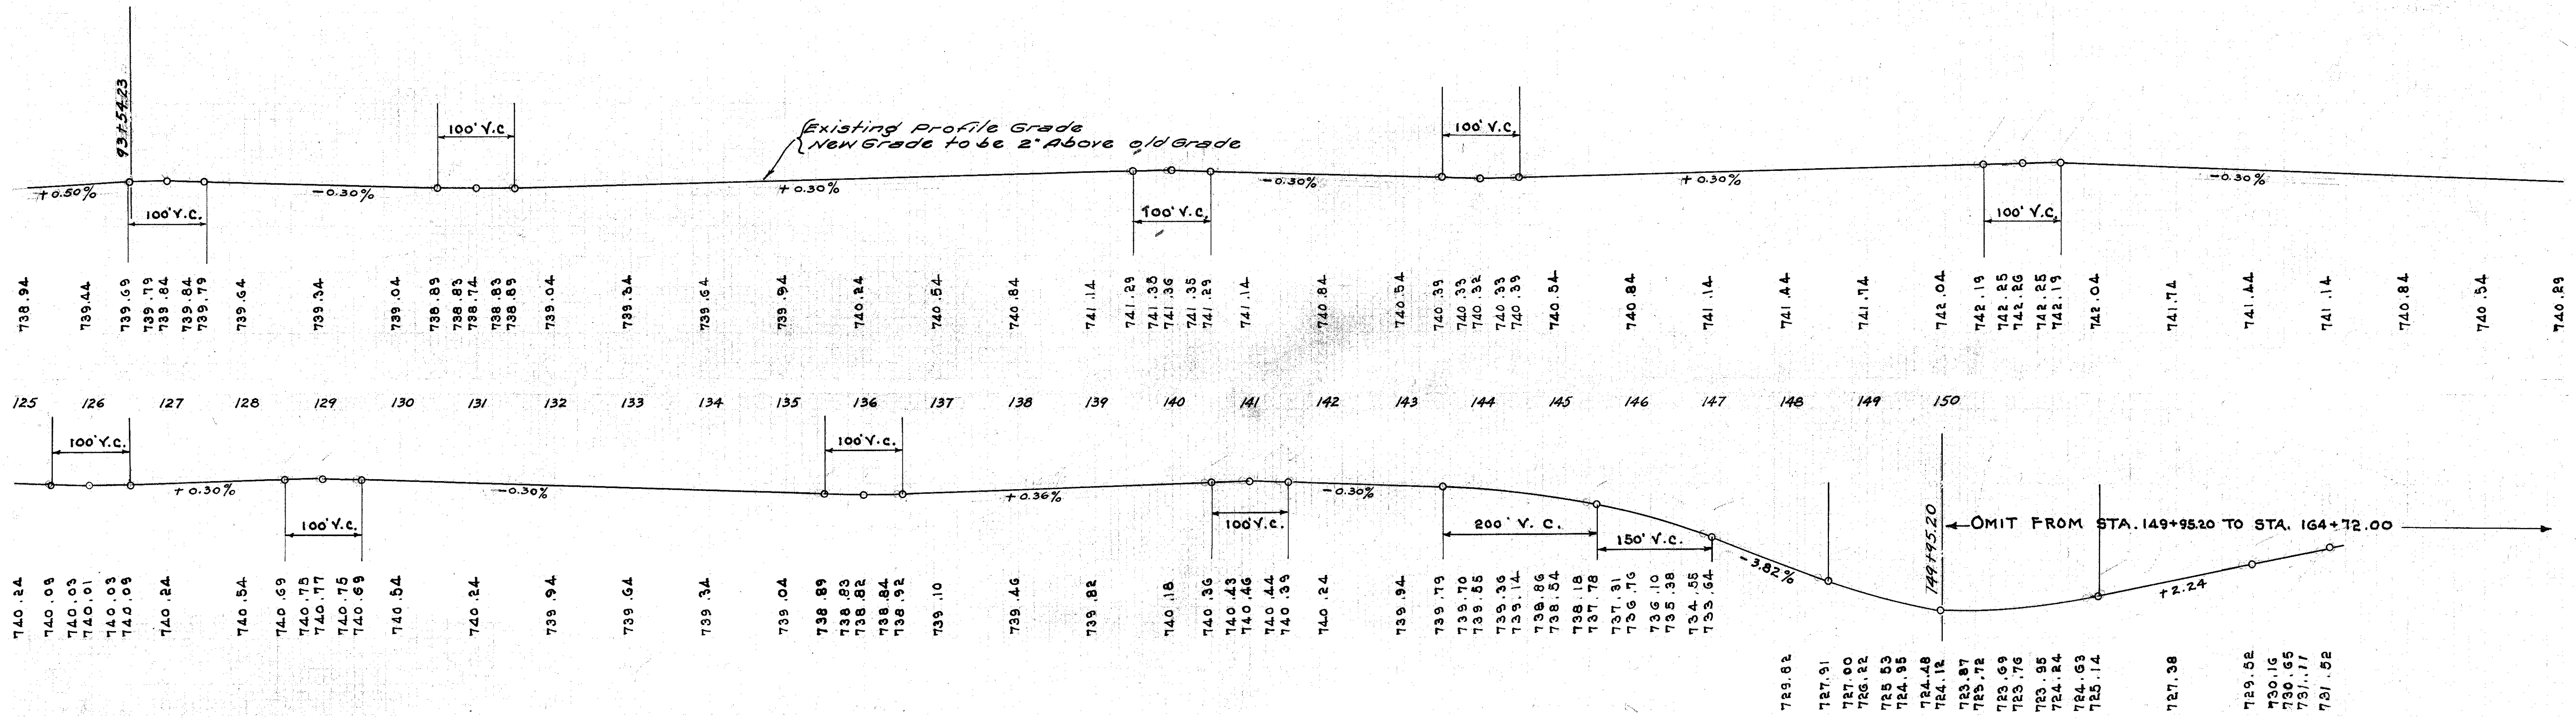 93+54.23
100' V.C.
Existing Profile Grade
New Grade to be 2" Above old Grade
100' V.C.
+0.50%
-0.30%
+0.30%
-0.30%
+0.30%
-0.30%
100' V.C.
100' V.C.
100' V.C.
738.94 739.44 739.69 739.79 739.84 739.84 739.79 739.64 739.34 739.04 738.89 738.83 738.74 738.83 738.89 739.04 739.34 739.64 739.94 740.24 740.54 740.84 741.14 741.29 741.35 741.36 741.35 741.29 741.14 740.84 740.54 740.39 740.33 740.32 740.33 740.39 740.54 740.84 741.14 741.44 741.74 742.04 742.19 742.25 742.26 742.25 742.19 742.04 741.74 741.44 741.14 740.84 740.54 740.29
125 126 127 128 129 130 131 132 133 134 135 136 137 138 139 140 141 142 143 144 145 146 147 148 149 150
100' V.C.
100' V.C.
+0.30%
-0.30%
+0.36%
-0.30%
100' V.C.
100' V.C.
200' V.C.
150' V.C.
-3.82%
149+95.20
OMIT FROM STA. 149+95.20 TO STA. 164+72.00
+2.24
740.24 740.09 740.03 740.01 740.03 740.09 740.24 740.54 740.69 740.75 740.77 740.75 740.69 740.54 740.24 739.94 739.64 739.34 739.04 738.89 738.83 738.82 738.84 738.92 739.10 739.46 739.82 740.18 740.36 740.43 740.46 740.44 740.39 740.24 739.94 739.79 739.70 739.55 739.36 739.14 738.86 738.54 738.18 737.78 737.31 736.76 736.10 735.38 734.55 733.64
729.82 727.91 727.00 726.22 725.53 724.95 724.48 724.12 723.87 723.72 723.69 723.76 723.95 724.24 724.63 725.14 727.38 729.52 730.16 730.65 731.11 731.52